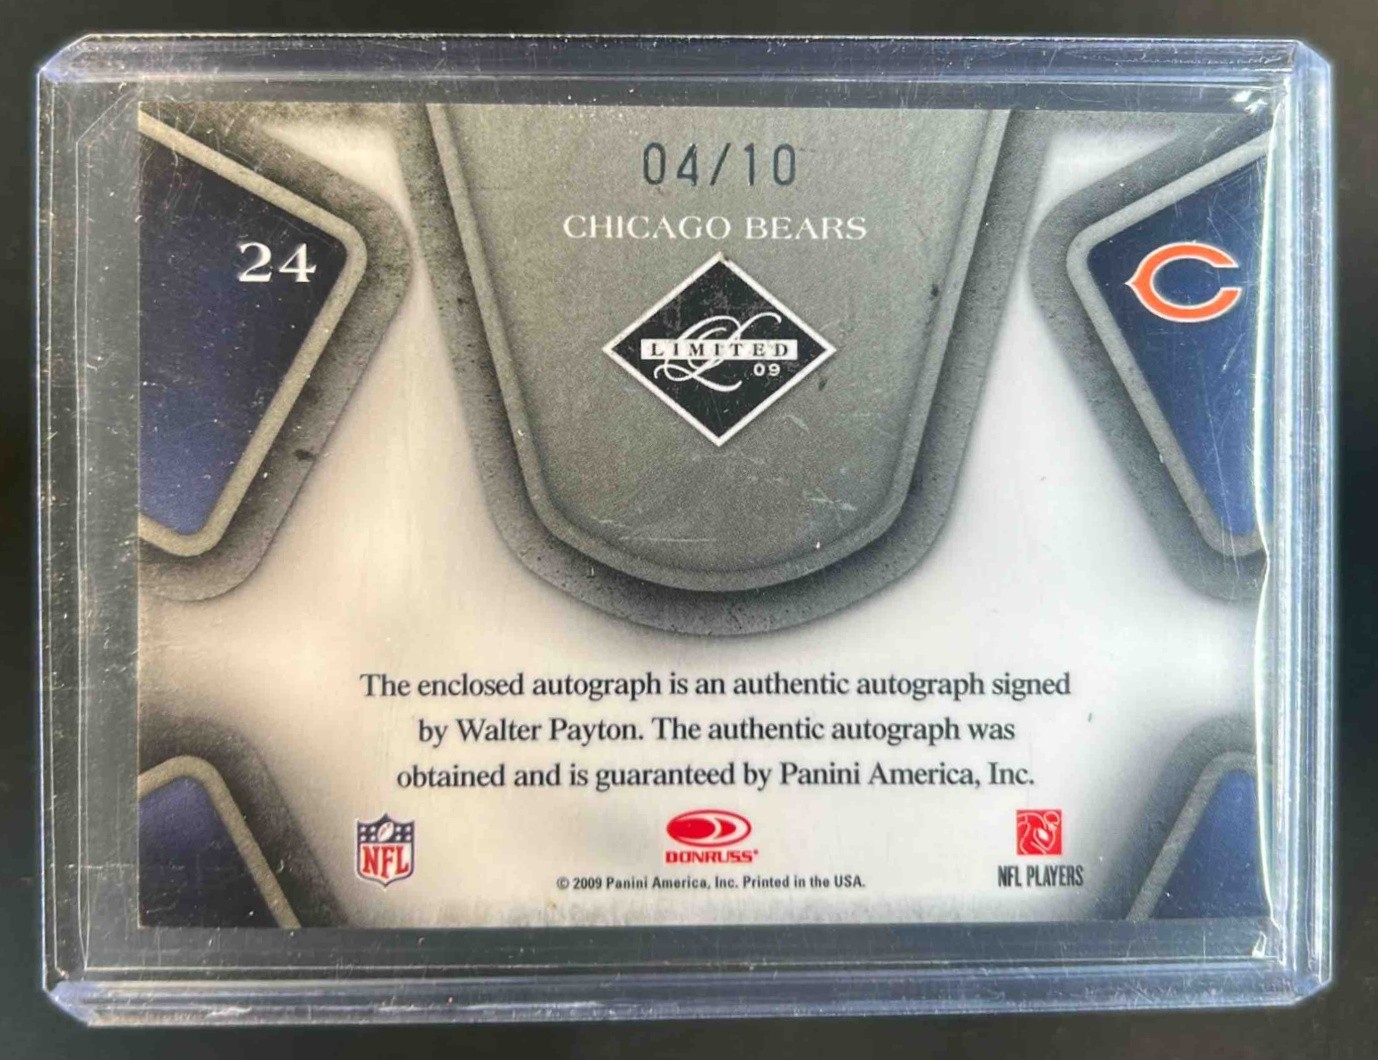 04/10
CHICAGO BEARS
24
C
LIMITED
09
The enclosed autograph is an authentic autograph signed
by Walter Payton. The authentic autograph was
obtained and is guaranteed by Panini America, Inc.
NFL
DONRUSS
NFL PLAYERS
© 2009 Panini America, Inc. Printed in the USA.